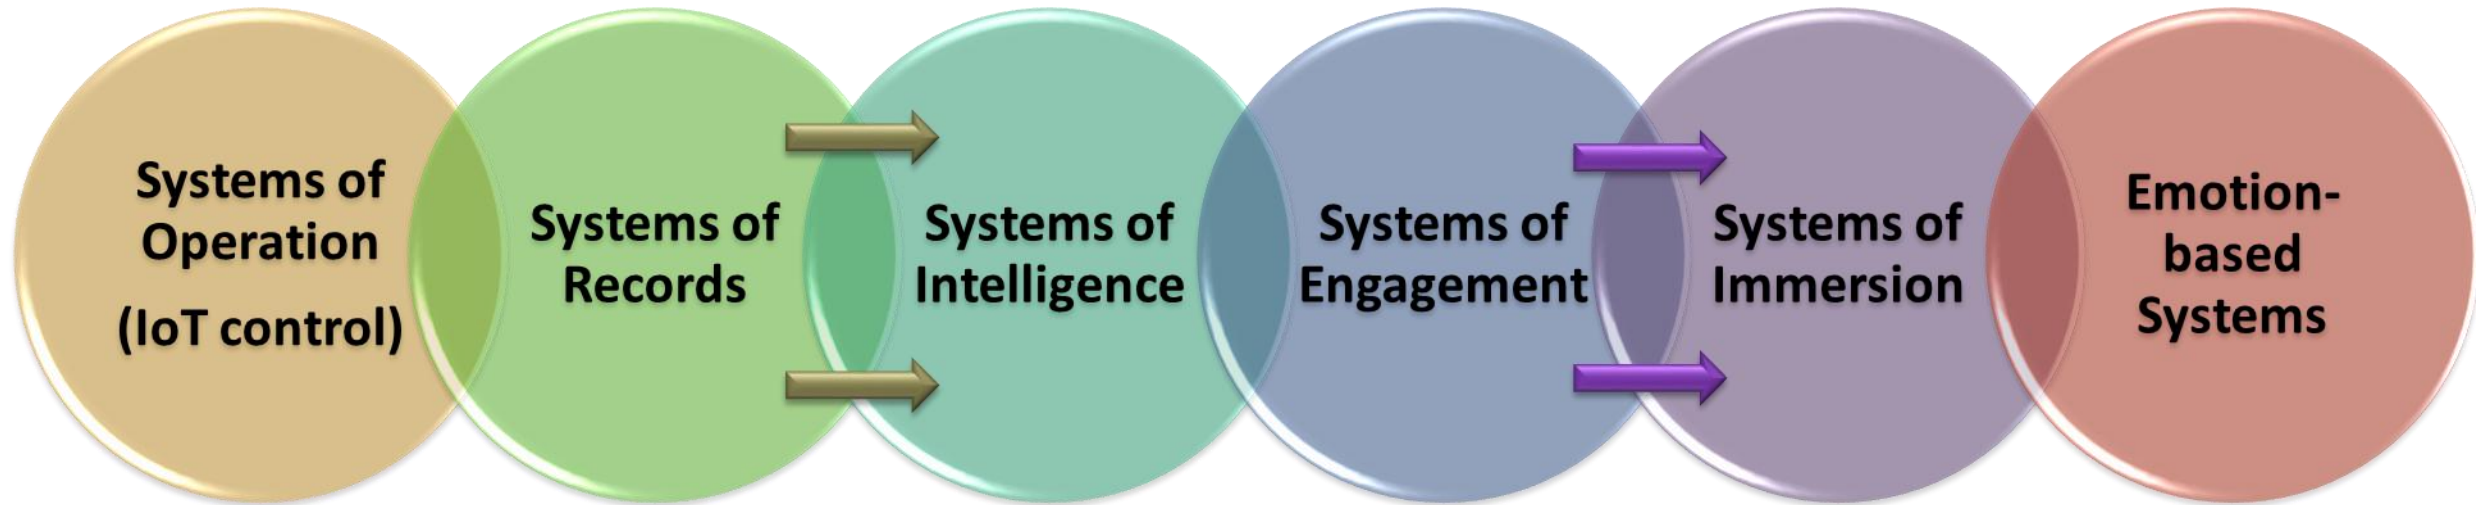 Systems of
Operation
(IoT control)
Systems of
Records
Systems of
Intelligence
Systems of
Engagement
Systems of
Immersion
Emotion-
based
Systems